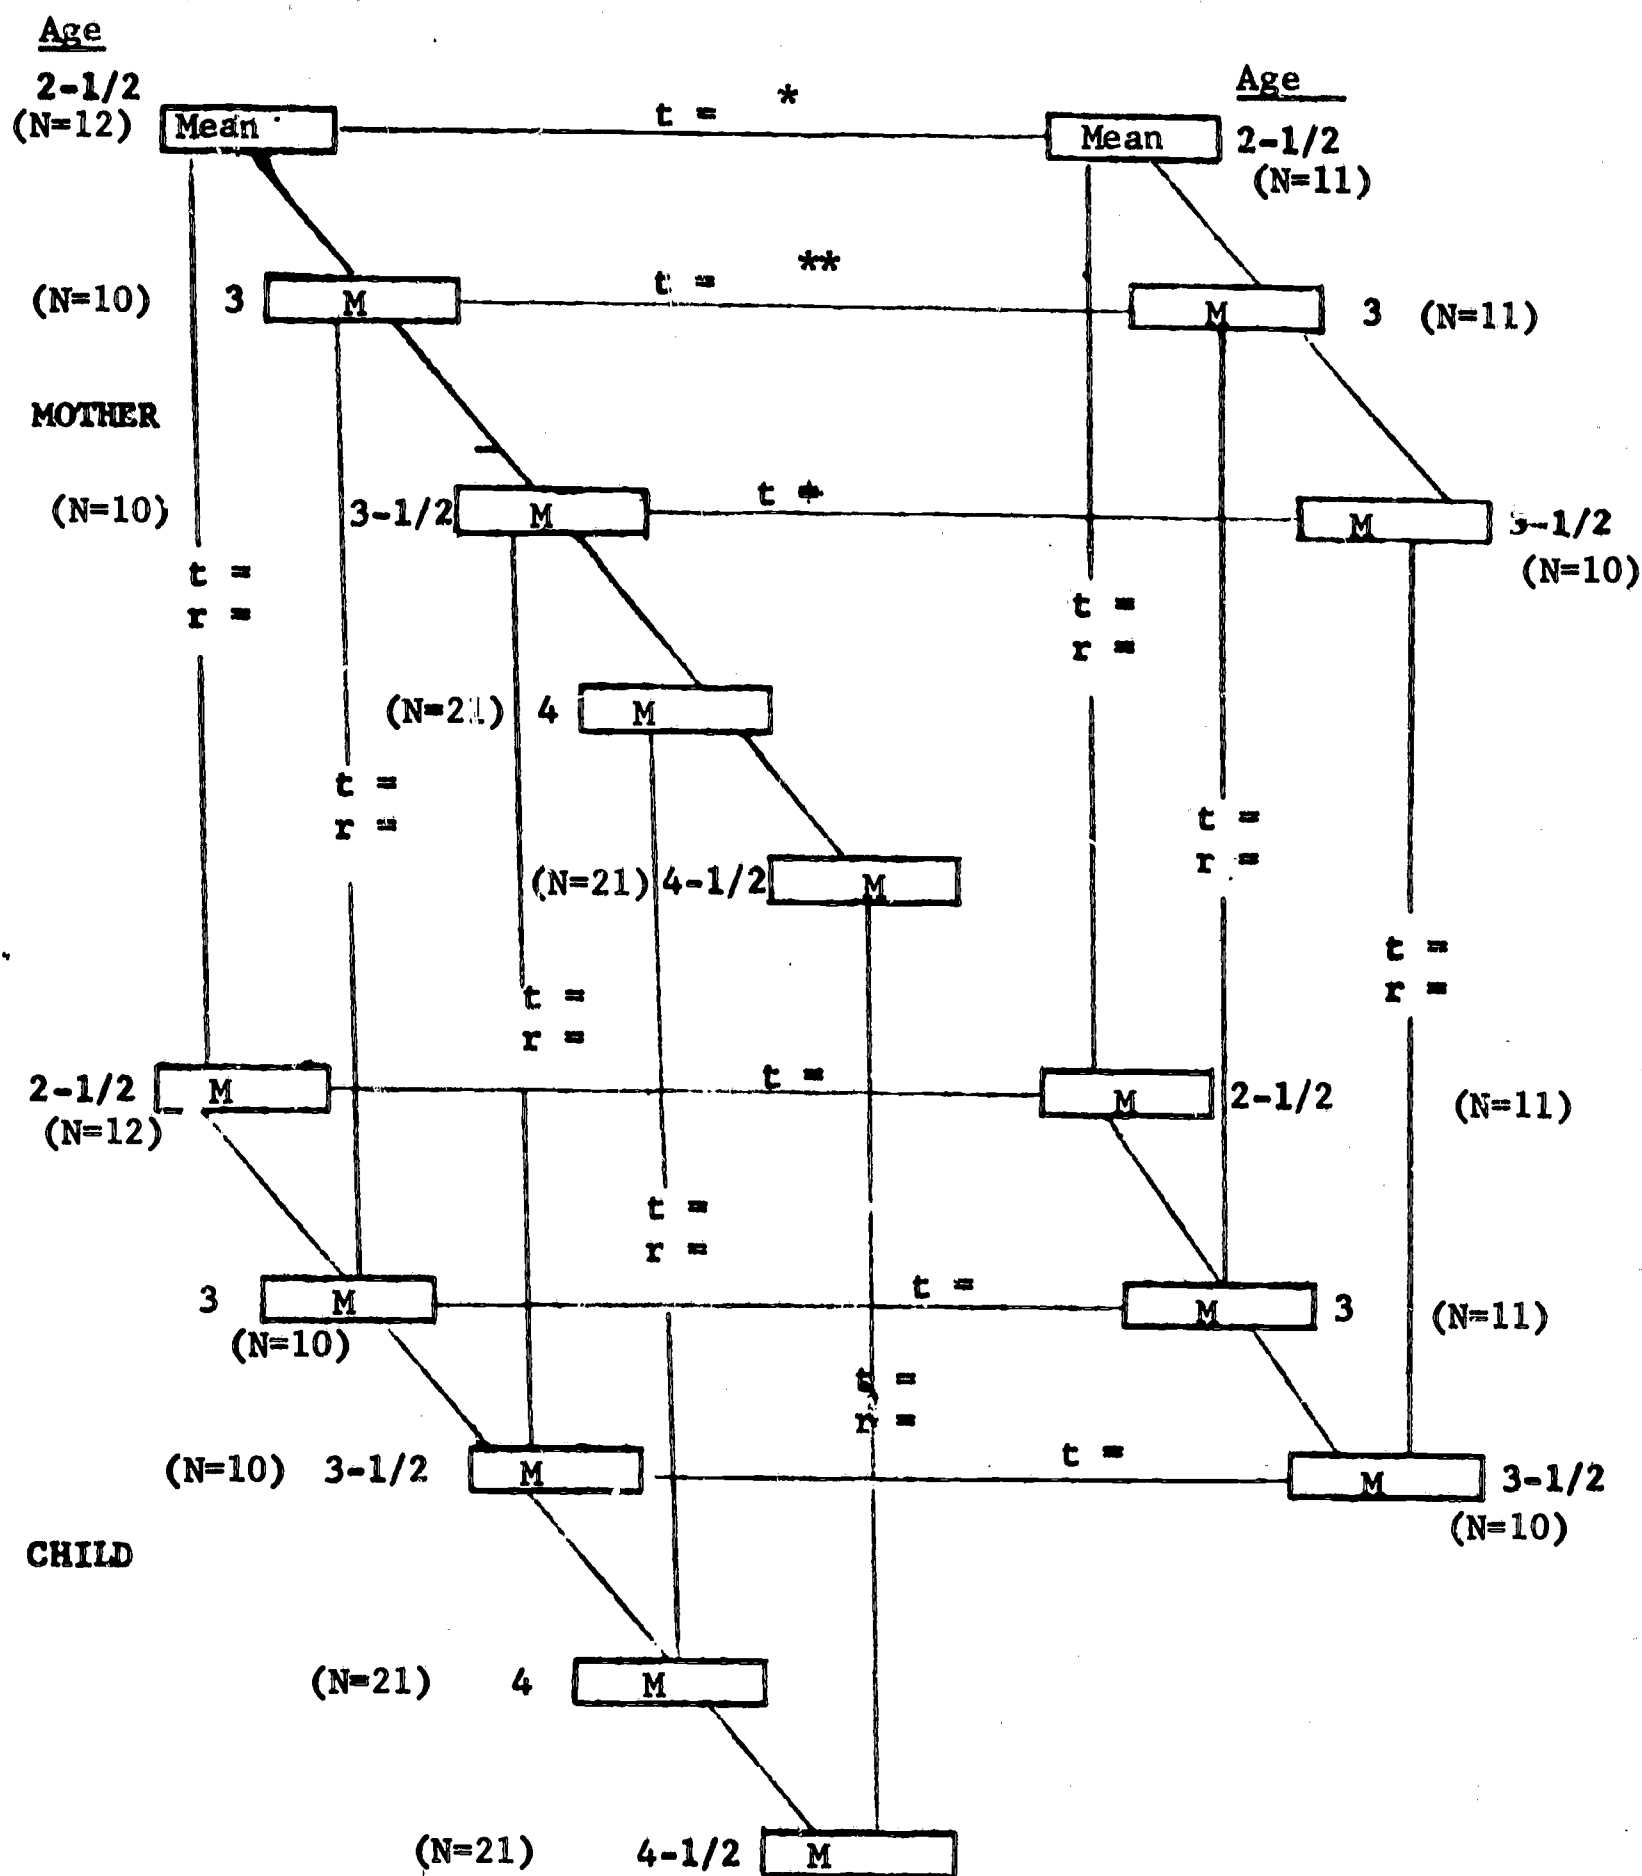 Age
2-1/2
(N=12) Mean t = * Mean Age
2-1/2
(N=11)
(N=10) 3 M t = ** M 3 (N=11)
MOTHER
(N=10) 3-1/2 M t = M 3-1/2
(N=10)
t =
r =
t =
r =
(N=21) 4 M
t =
r =
t =
r =
(N=21) 4-1/2 M
t =
r =
t =
r =
2-1/2 M t = M 2-1/2 (N=11)
(N=12)
t =
r =
3 M t = M 3 (N=11)
(N=10)
t =
r =
(N=10) 3-1/2 M t = M 3-1/2
(N=10)
CHILD
(N=21) 4 M
(N=21) 4-1/2 M